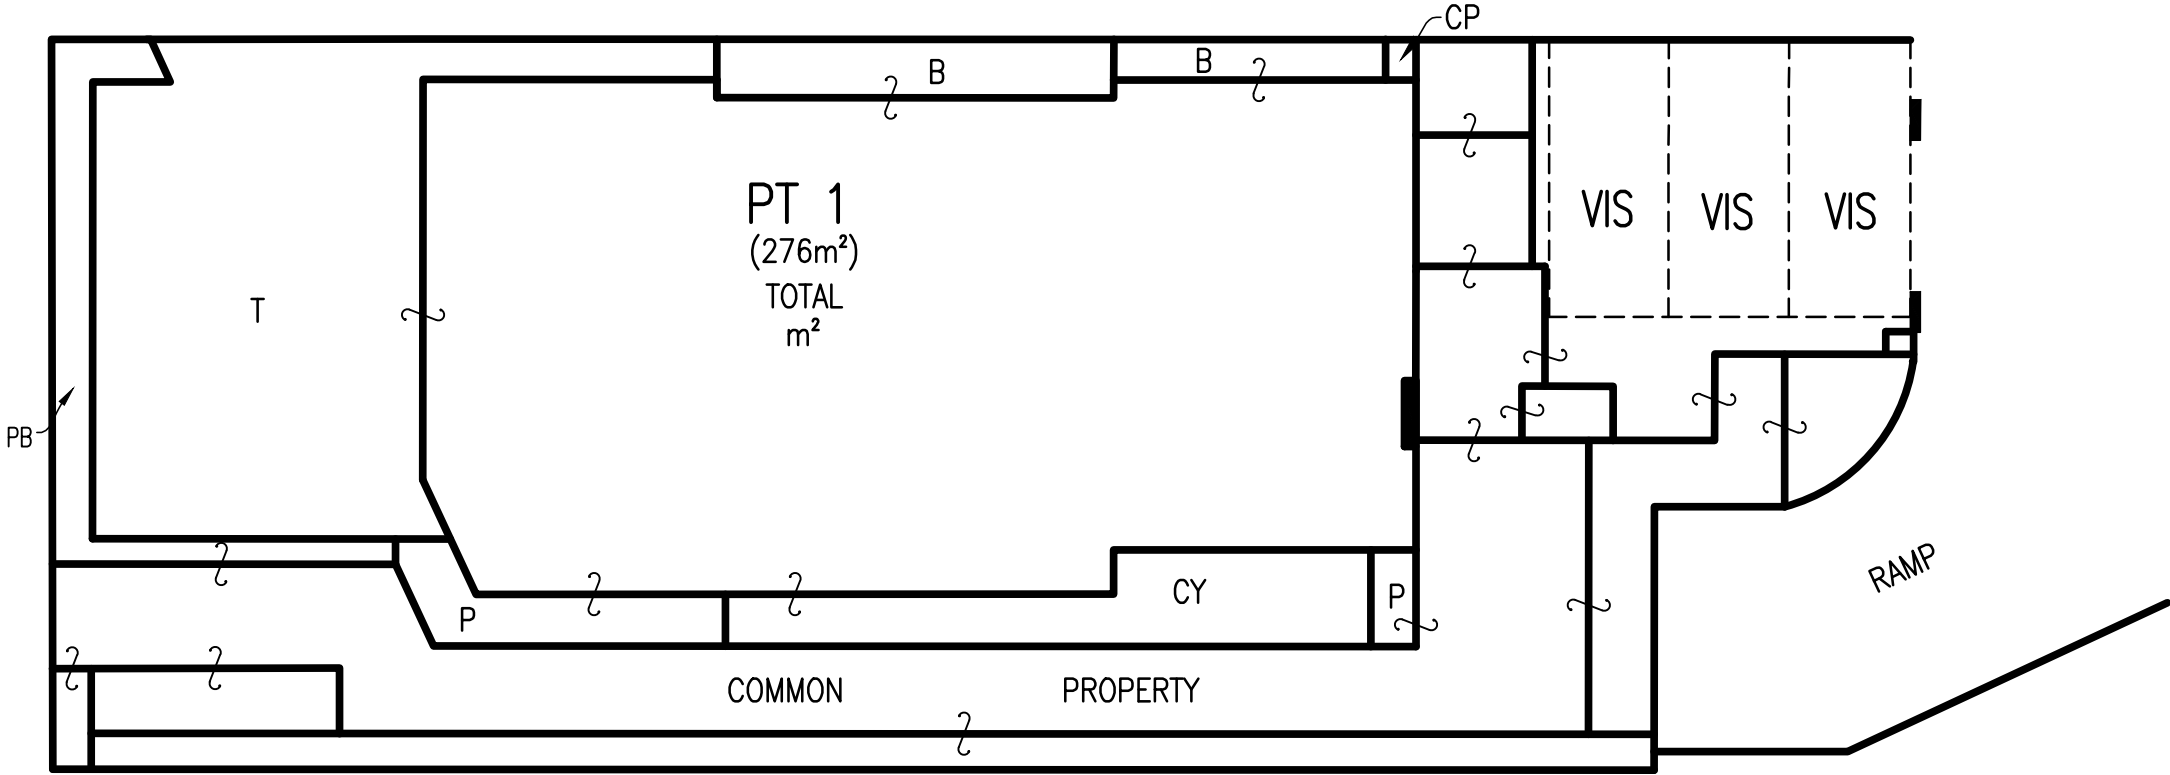 CP
B
B
PT 1
(276m²)
TOTAL
m²
VIS
VIS
VIS
T
PB
RAMP
CY
P
P
COMMON PROPERTY